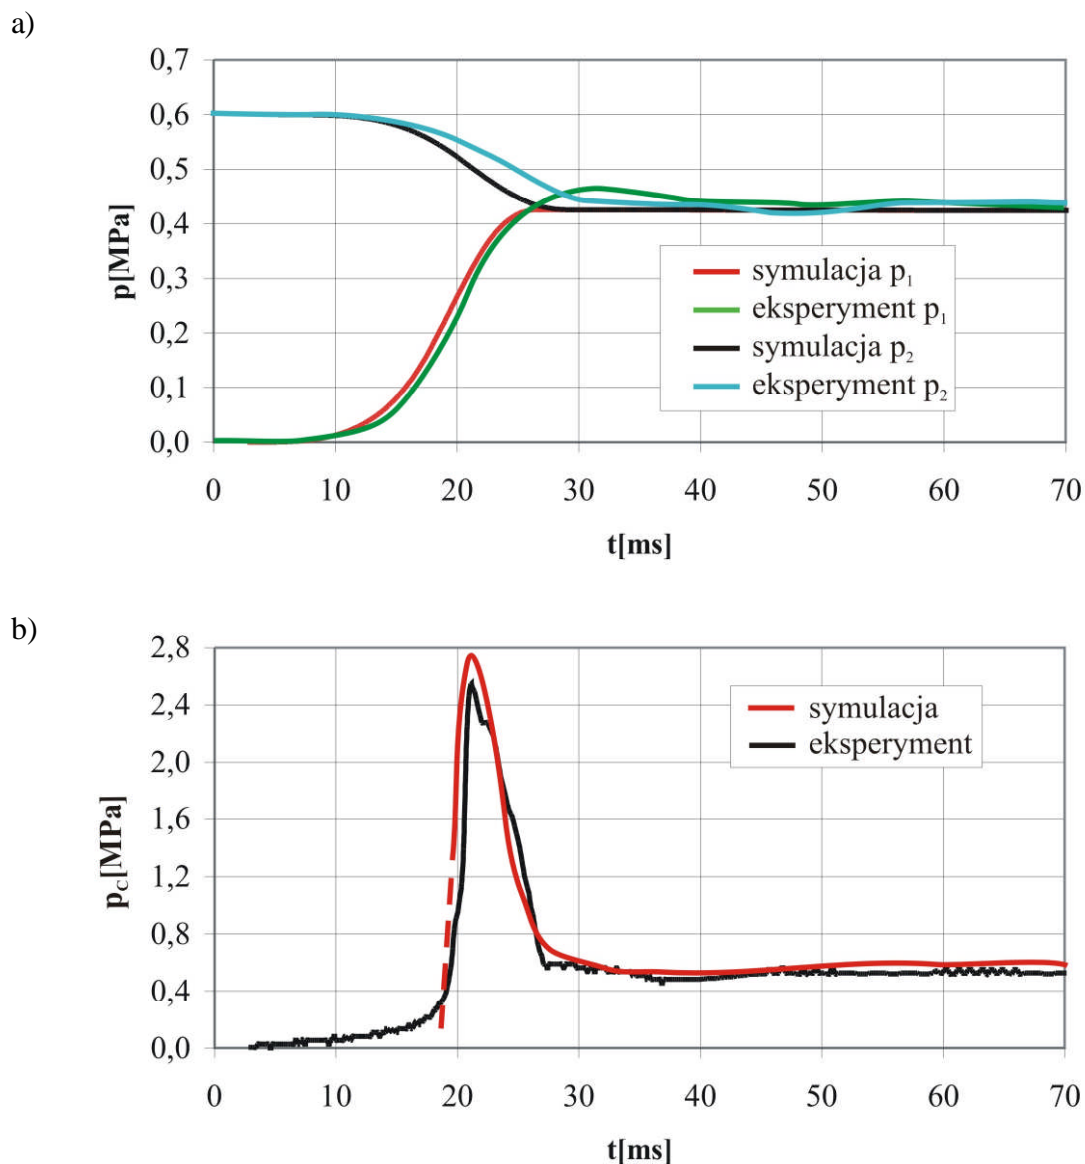 a)
p[MPa]
0,7
0,6
0,5
0,4
0,3
0,2
0,1
0,0
symulacja p₁
eksperyment p₁
symulacja p₂
eksperyment p₂
0 10 20 30 40 50 60 70
t[ms]
b)
p_C[MPa]
2,8
2,4
2,0
1,6
1,2
0,8
0,4
0,0
symulacja
eksperyment
0 10 20 30 40 50 60 70
t[ms]